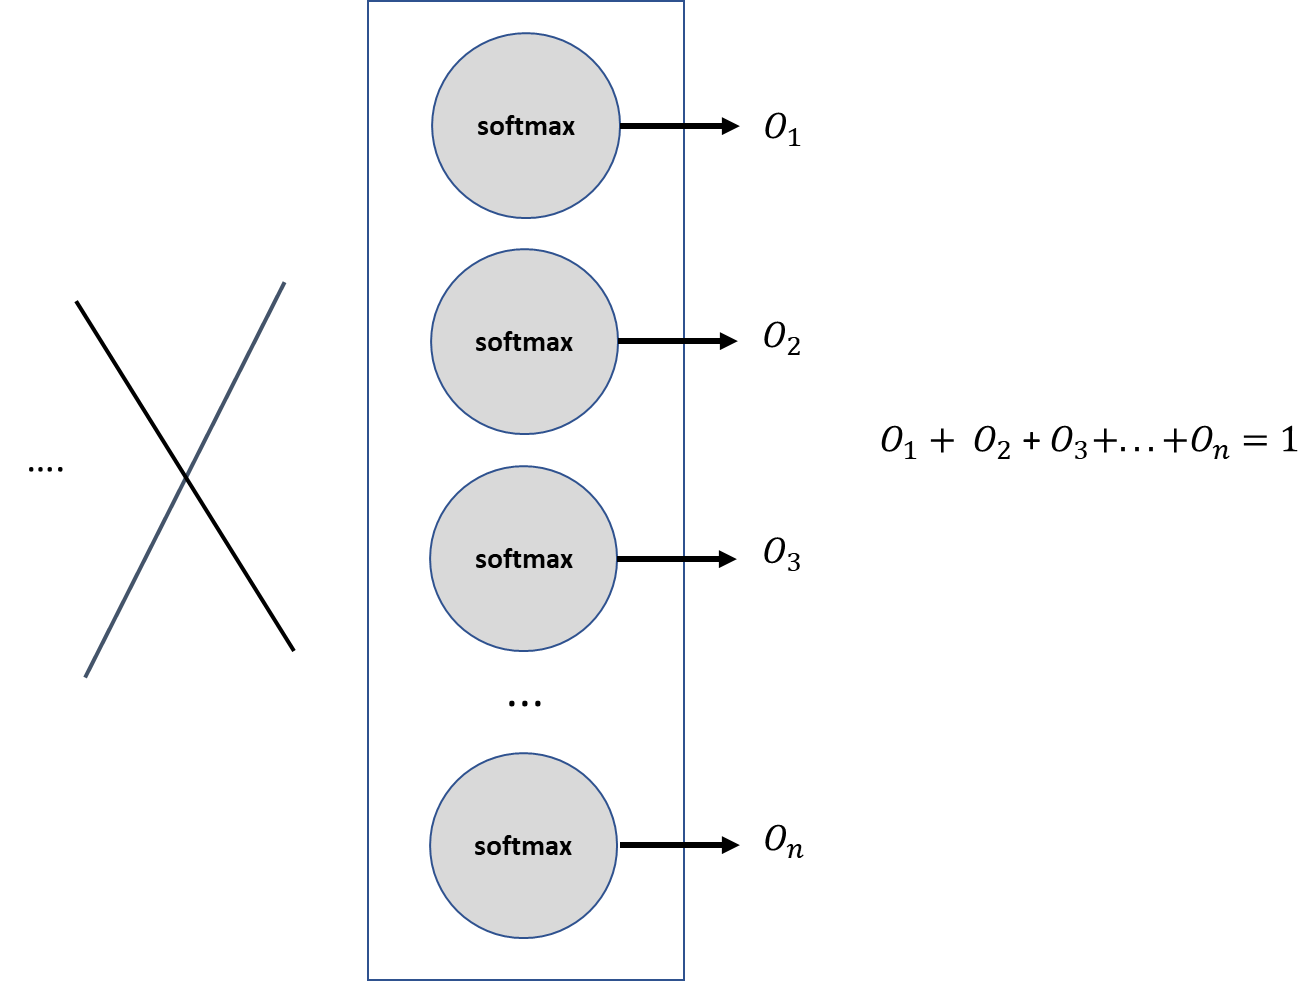 softmax
O₁
softmax
O₂
O₁ + O₂ + O₃+...+Oₙ = 1
....
softmax
O₃
...
softmax
Oₙ